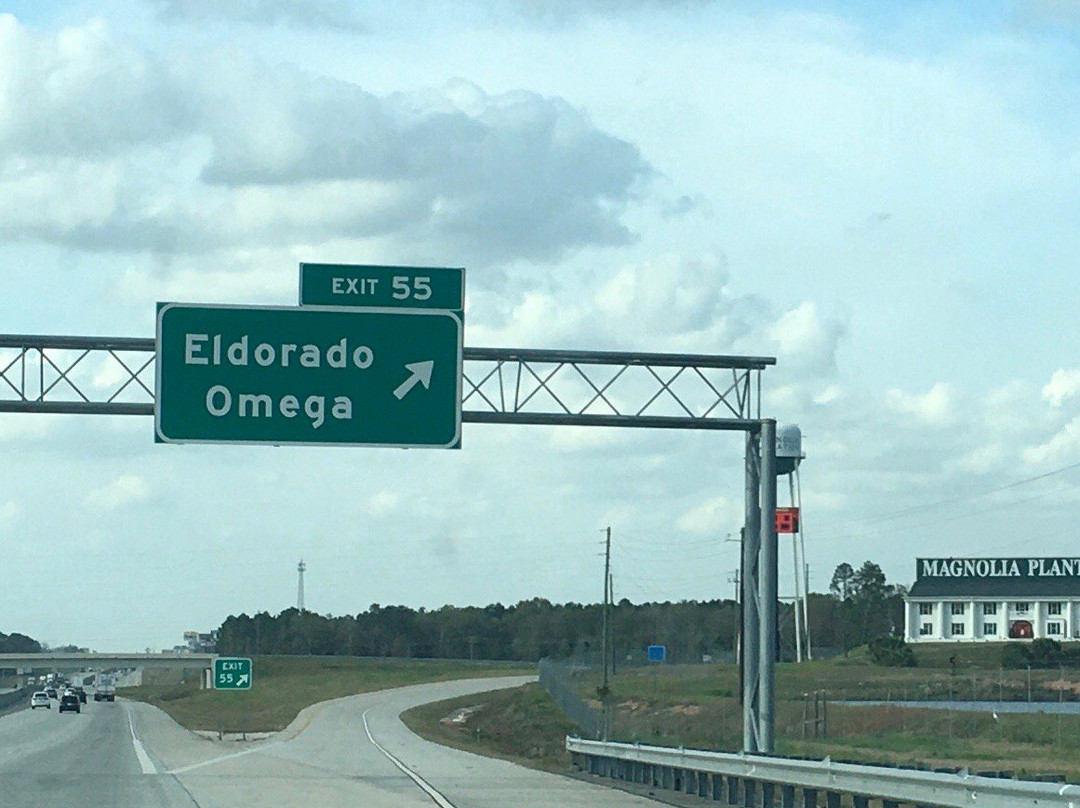 EXIT 55
Eldorado
Omega
EXIT
55
MAGNOLIA PLANT